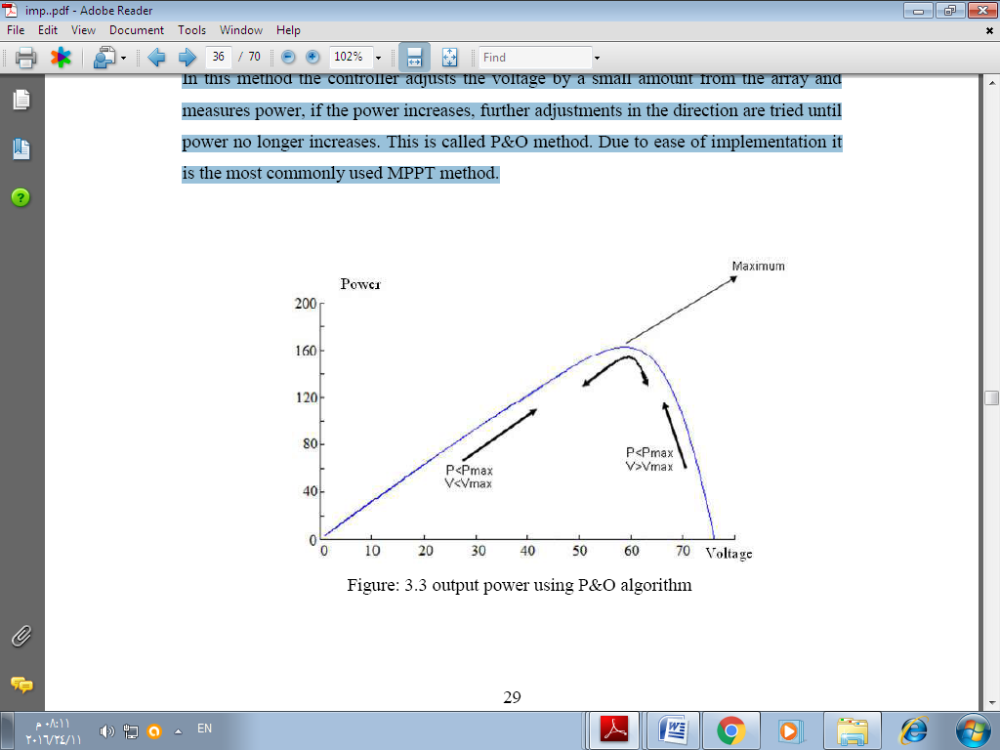 imp..pdf - Adobe Reader
File Edit View Document Tools Window Help
36 / 70 102% Find
In this method the controller adjusts the voltage by a small amount from the array and
measures power, if the power increases, further adjustments in the direction are tried until
power no longer increases. This is called P&O method. Due to ease of implementation it
is the most commonly used MPPT method.
Maximum
Power
200
160
120
80
40
0
P<Pmax
V<Vmax
P<Pmax
V>Vmax
0 10 20 30 40 50 60 70 Voltage
Figure: 3.3 output power using P&O algorithm
29
٠٨:١١ م
٢٠١٦/٢٤/١١
EN